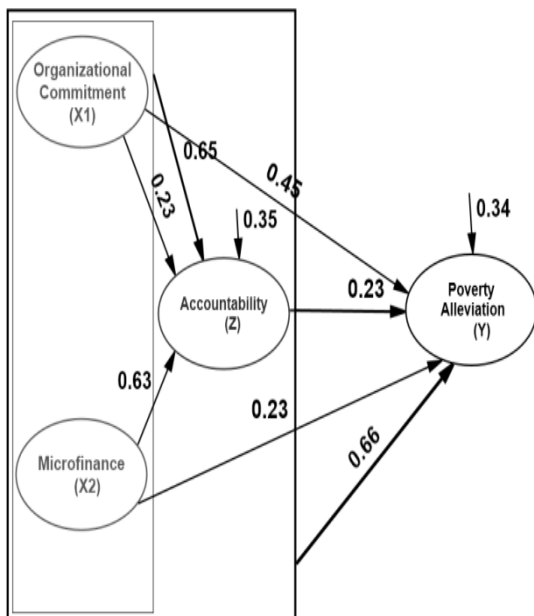 Organizational
Commitment
(X1)
0.65
0.45
0.23
0.35
0.34
Accountability
(Z)
0.23
Poverty
Alleviation
(Y)
0.63
0.23
Microfinance
(X2)
0.66